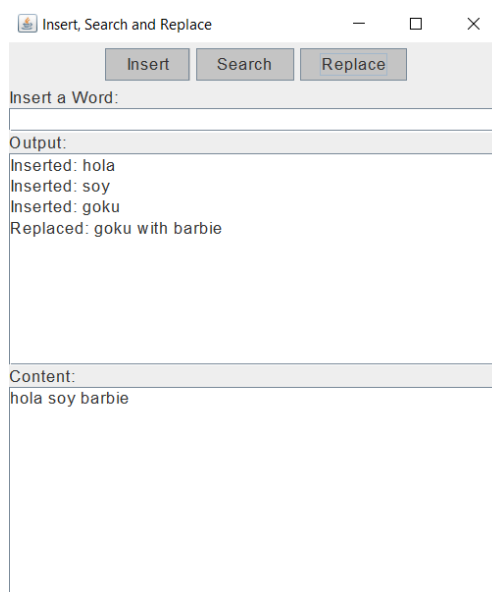 Insert, Search and Replace
Insert Search Replace
Insert a Word:
Output:
Inserted: hola
Inserted: soy
Inserted: goku
Replaced: goku with barbie
Content:
hola soy barbie